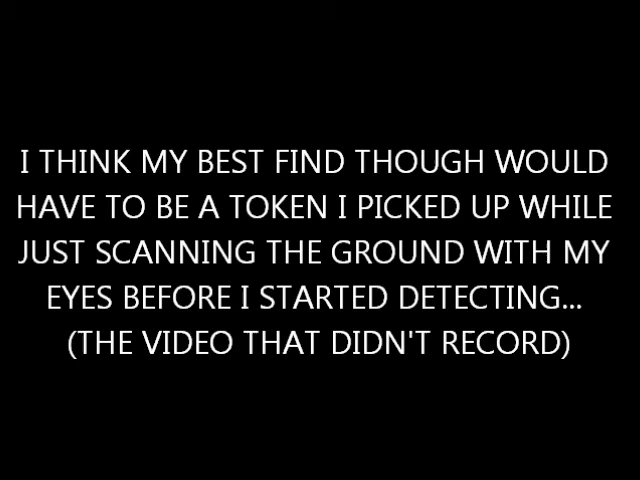 I THINK MY BEST FIND THOUGH WOULD
HAVE TO BE A TOKEN I PICKED UP WHILE
JUST SCANNING THE GROUND WITH MY
EYES BEFORE I STARTED DETECTING...
(THE VIDEO THAT DIDN'T RECORD)